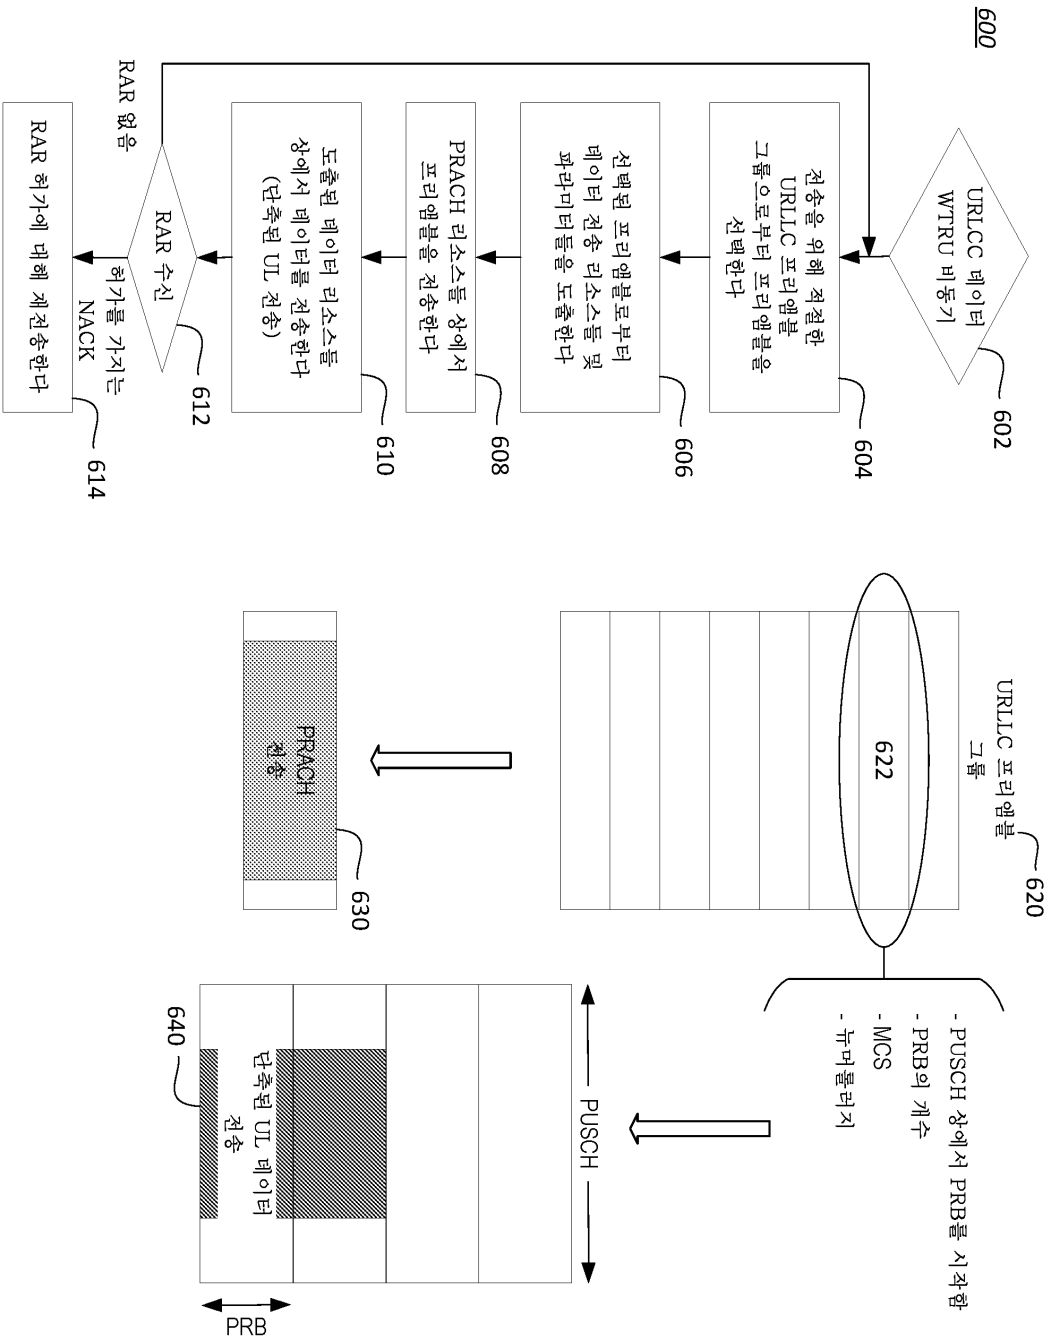 600
URLCC 데이터
WTRU 비동기
602
전송을 위해 적절한
URLLC 프리앰블
그룹으로부터 프리앰블을
선택한다
604
선택된 프리앰블로부터
데이터 전송 리소스들 및
파라미터들을 도출한다
606
PRACH 리소스들 상에서
프리앰블을 전송한다
608
도출된 데이터 리소스들
상에서 데이터를 전송한다
(단축된 UL 전송)
610
RAR 수신
612
RAR 없음
허가를 가지는
NACK
RAR 허가에 대해 재전송한다
614
URLLC 프리앰블
그룹
620
622
PRACH
전송
630
- PUSCH 상에서 PRB를 시작함
- PRB의 개수
- MCS
- 뉴머롤러지
PUSCH
단축된 UL 데이터
전송
640
PRB